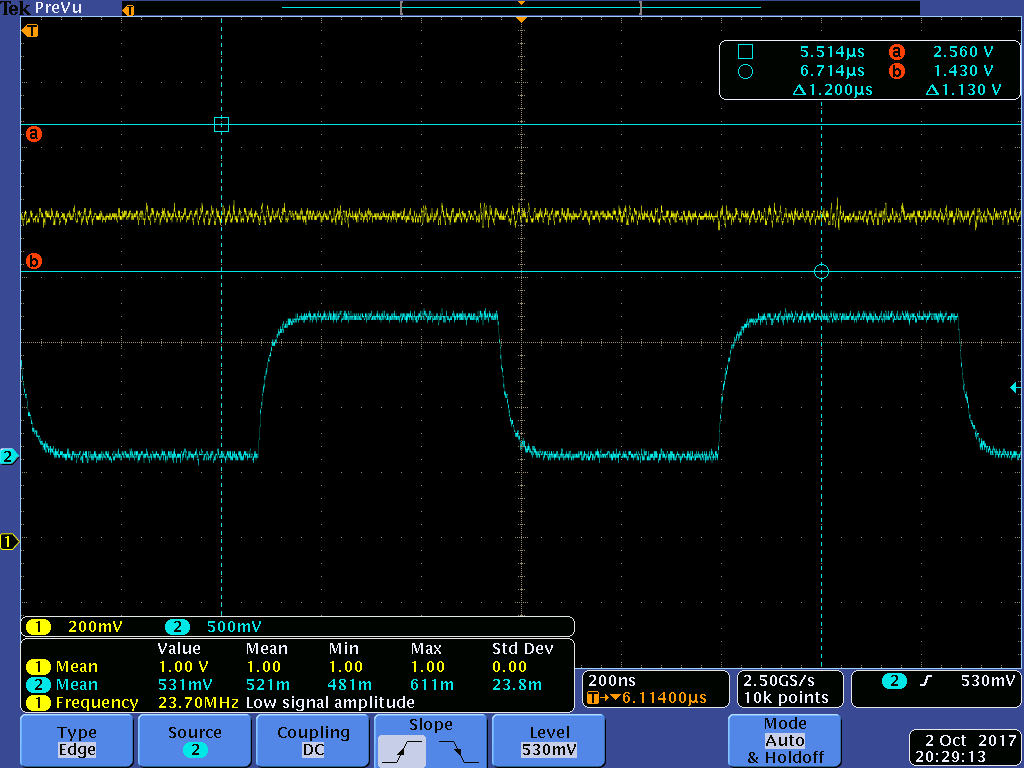 Tek PreVu
T
T
5.514µs a 2.560 V
6.714µs b 1.430 V
Δ1.200µs Δ1.130 V
a
b
2
1
1 200mV 2 500mV
Value Mean Min Max Std Dev
1 Mean 1.00 V 1.00 1.00 1.00 0.00
2 Mean 531mV 521m 481m 611m 23.8m
1 Frequency 23.70MHz Low signal amplitude
200ns
T→▼6.11400µs
2.50GS/s
10k points
2 530mV
Type
Edge
Source
2
Coupling
DC
Slope
Level
530mV
Mode
Auto
& Holdoff
2 Oct 2017
20:29:13